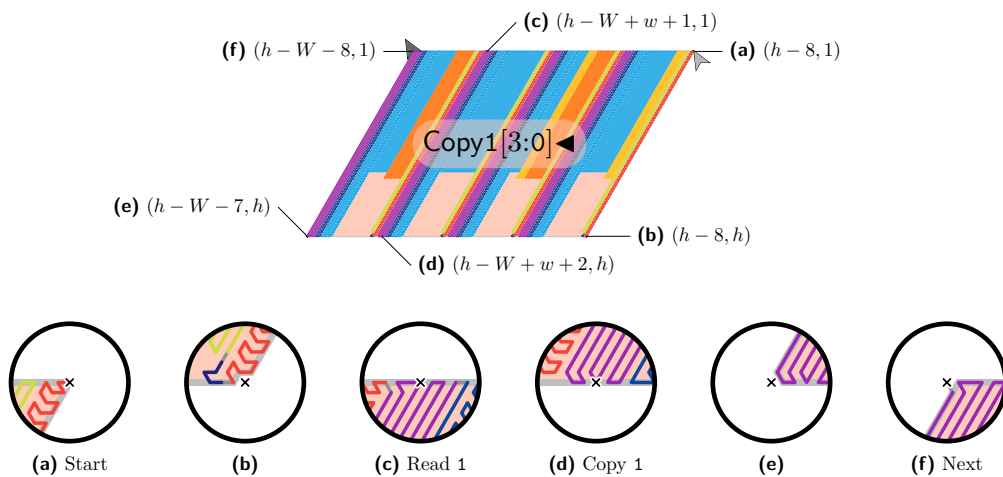 (c) (h − W + w + 1, 1)
(f) (h − W − 8, 1)
(a) (h − 8, 1)
Copy1[3:0]◀
(e) (h − W − 7, h)
(b) (h − 8, h)
(d) (h − W + w + 2, h)
(a) Start
(b)
(c) Read 1
(d) Copy 1
(e)
(f) Next